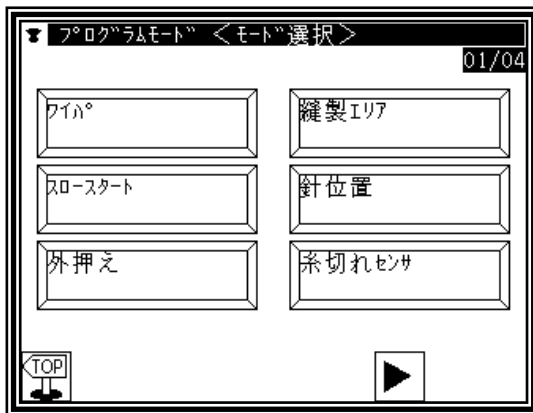 ﾌﾟﾛｸﾞﾗﾑﾓｰﾄﾞ ＜ﾓｰﾄﾞ選択＞
01/04
ﾜｲﾊﾟ
縫製ｴﾘｱ
ｽﾛｰｽﾀｰﾄ
針位置
外押え
糸切れｾﾝｻ
TOP